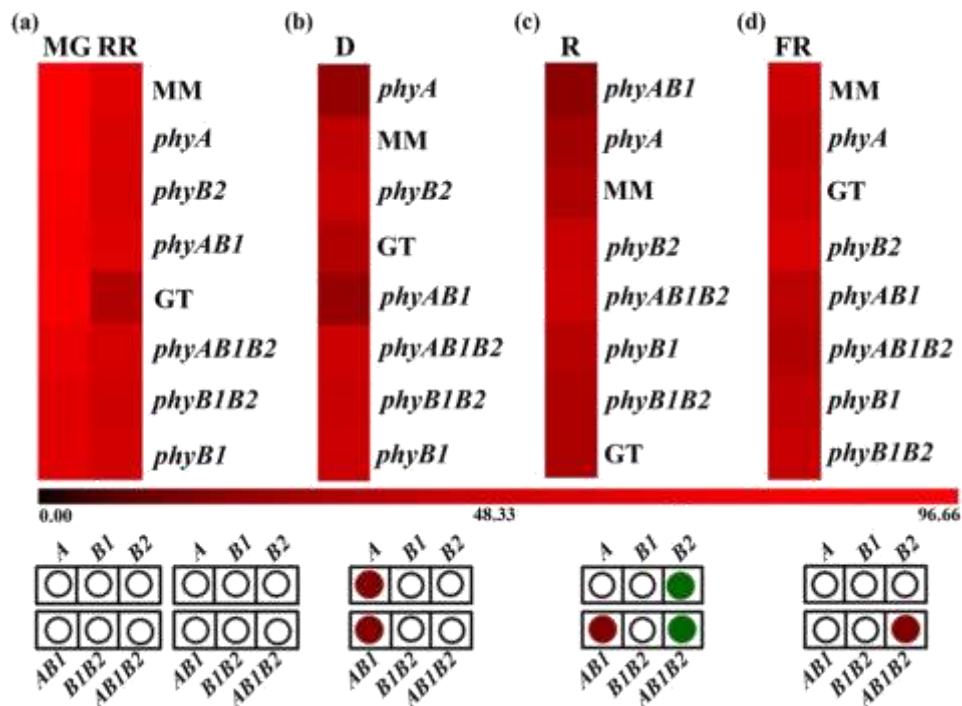 (a) (b) (c) (d)
MG RR D R FR
MM phyA phyAB1 MM
phyA MM phyA phyA
phyB2 phyB2 MM GT
phyAB1 GT phyB2 phyB2
GT phyAB1 phyAB1B2 phyAB1
phyAB1B2 phyAB1B2 phyB1 phyAB1B2
phyB1B2 phyB1B2 phyB1B2 phyB1
phyB1 phyB1 GT phyB1B2
0.00 48.33 96.66
A B1 B2 A B1 B2 A B1 B2 A B1 B2 A B1 B2
AB1 B1B2 AB1B2 AB1 B1B2 AB1B2 AB1 B1B2 AB1B2 AB1 B1B2 AB1B2 AB1 B1B2 AB1B2